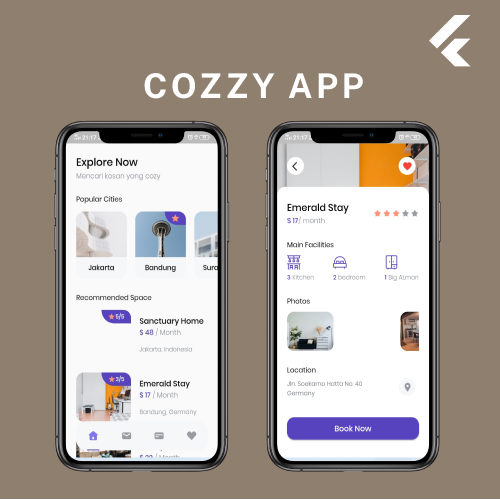 COZZY APP
21:17
Explore Now
Mencari kosan yang cozy
Popular Cities
Jakarta
Bandung
Sura
Recommended Space
5/5
Sanctuary Home
$ 48 / Month
Jakarta, Indonesia
3/5
Emerald Stay
$ 17 / Month
Bandung, Germany
21:17
Emerald Stay
$ 17/ month
Main Facilities
3 Kitchen
2 bedroom
1 Big ALmari
Photos
Location
Jln. Soekarno Hatta No. 40
Germany
Book Now